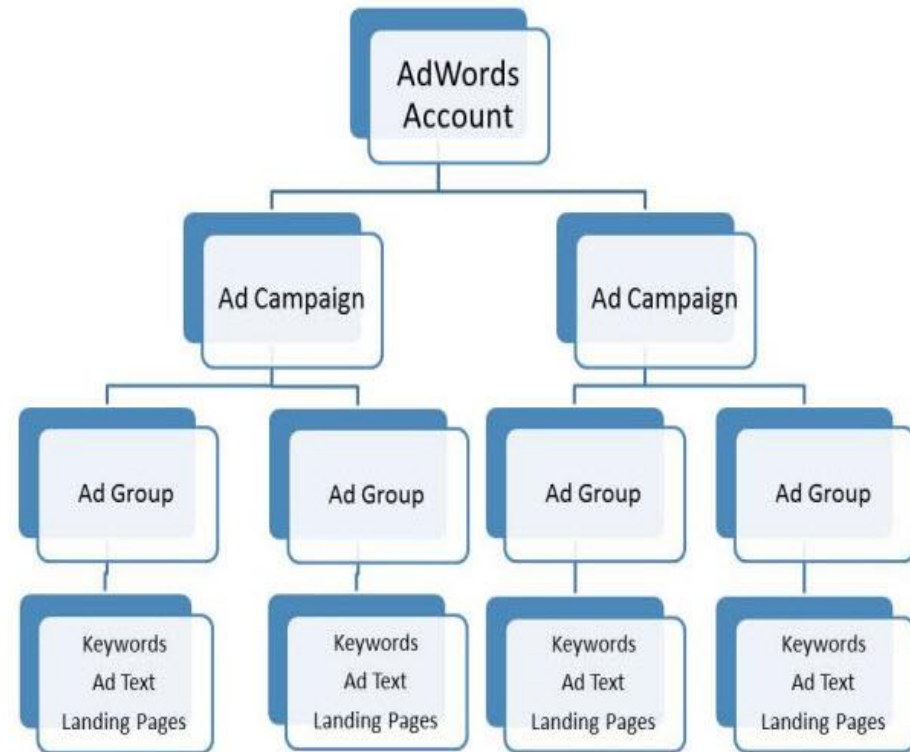 AdWords
Account
Ad Campaign
Ad Campaign
Ad Group
Ad Group
Ad Group
Ad Group
Keywords
Ad Text
Landing Pages
Keywords
Ad Text
Landing Pages
Keywords
Ad Text
Landing Pages
Keywords
Ad Text
Landing Pages